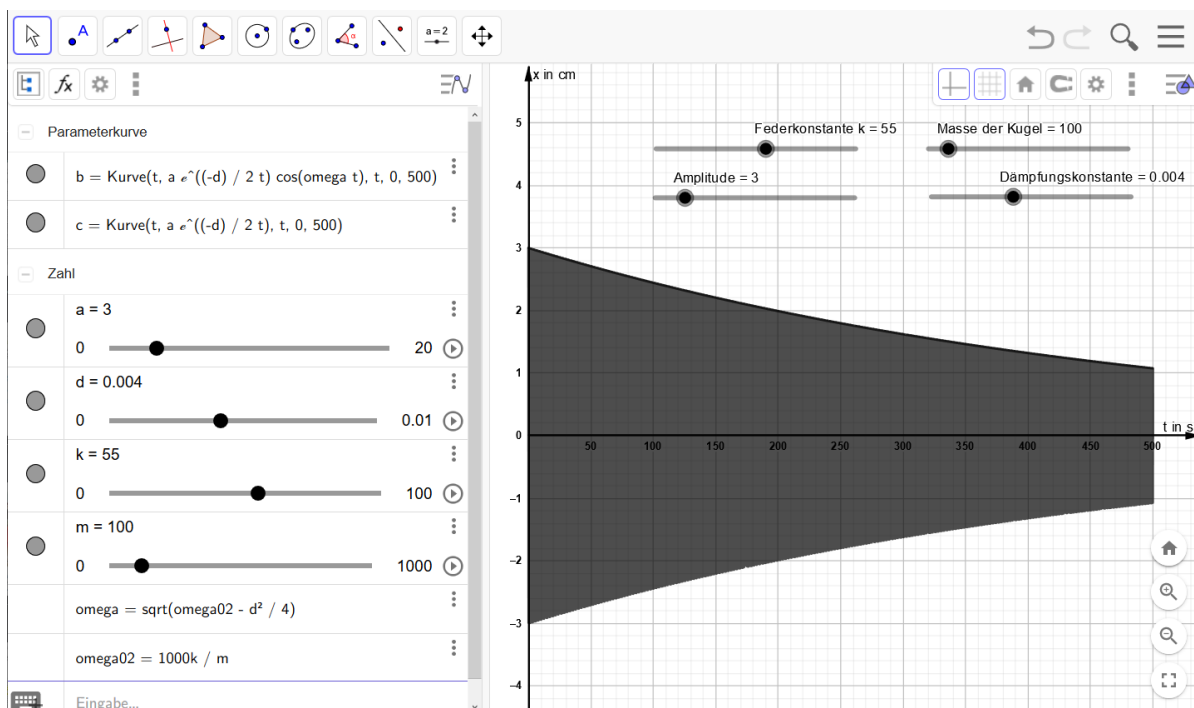 A
α
a=2
fx
N
Parameterkurve
b = Kurve(t, a ℯ^((-d) / 2 t) cos(omega t), t, 0, 500)
c = Kurve(t, a ℯ^((-d) / 2 t), t, 0, 500)
Zahl
a = 3
0 20
d = 0.004
0 0.01
k = 55
0 100
m = 100
0 1000
omega = sqrt(omega02 - d² / 4)
omega02 = 1000k / m
Eingabe...
x in cm
Federkonstante k = 55 Masse der Kugel = 100
Amplitude = 3 Dämpfungskonstante = 0.004
5
4
3
2
1
0
t in s
50 100 150 200 250 300 350 400 450 500
–1
–2
–3
–4